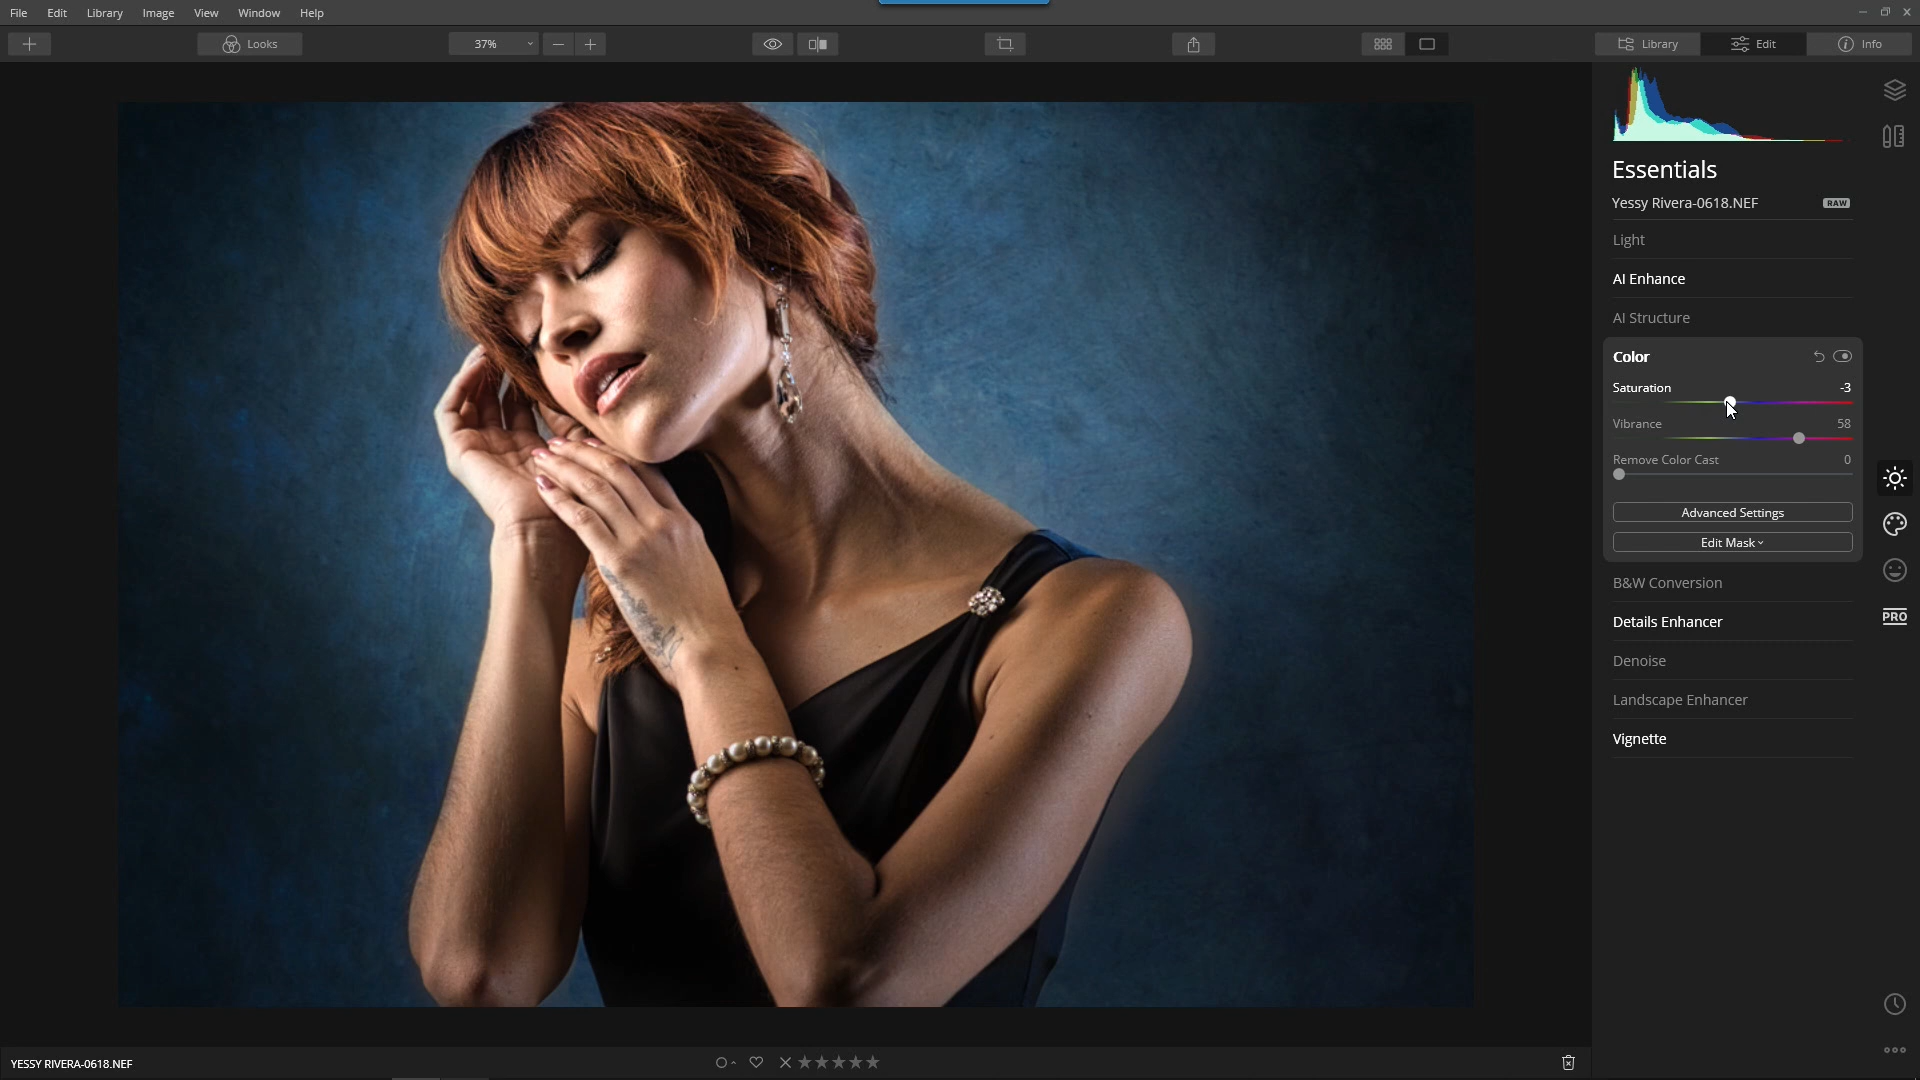 File Edit Library Image View Window Help
Looks 37% Library Edit Info
Essentials
Yessy Rivera-0618.NEF RAW
Light
AI Enhance
AI Structure
Color
Saturation -3
Vibrance 58
Remove Color Cast 0
Advanced Settings
Edit Mask
B&W Conversion
PRO
Details Enhancer
Denoise
Landscape Enhancer
Vignette
YESSY RIVERA-0618.NEF